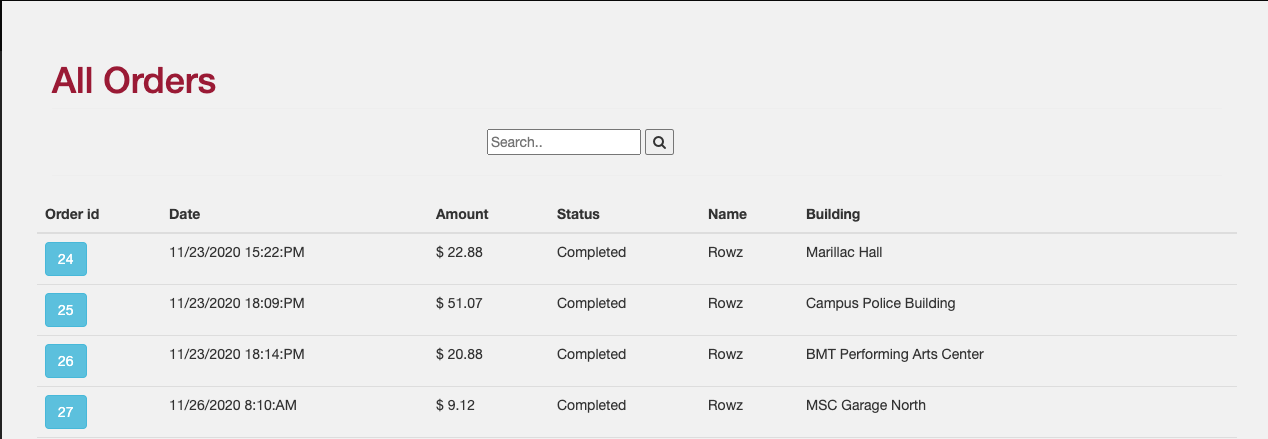 All Orders
Search..
Order id Date Amount Status Name Building
24 11/23/2020 15:22:PM $ 22.88 Completed Rowz Marillac Hall
25 11/23/2020 18:09:PM $ 51.07 Completed Rowz Campus Police Building
26 11/23/2020 18:14:PM $ 20.88 Completed Rowz BMT Performing Arts Center
27 11/26/2020 8:10:AM $ 9.12 Completed Rowz MSC Garage North